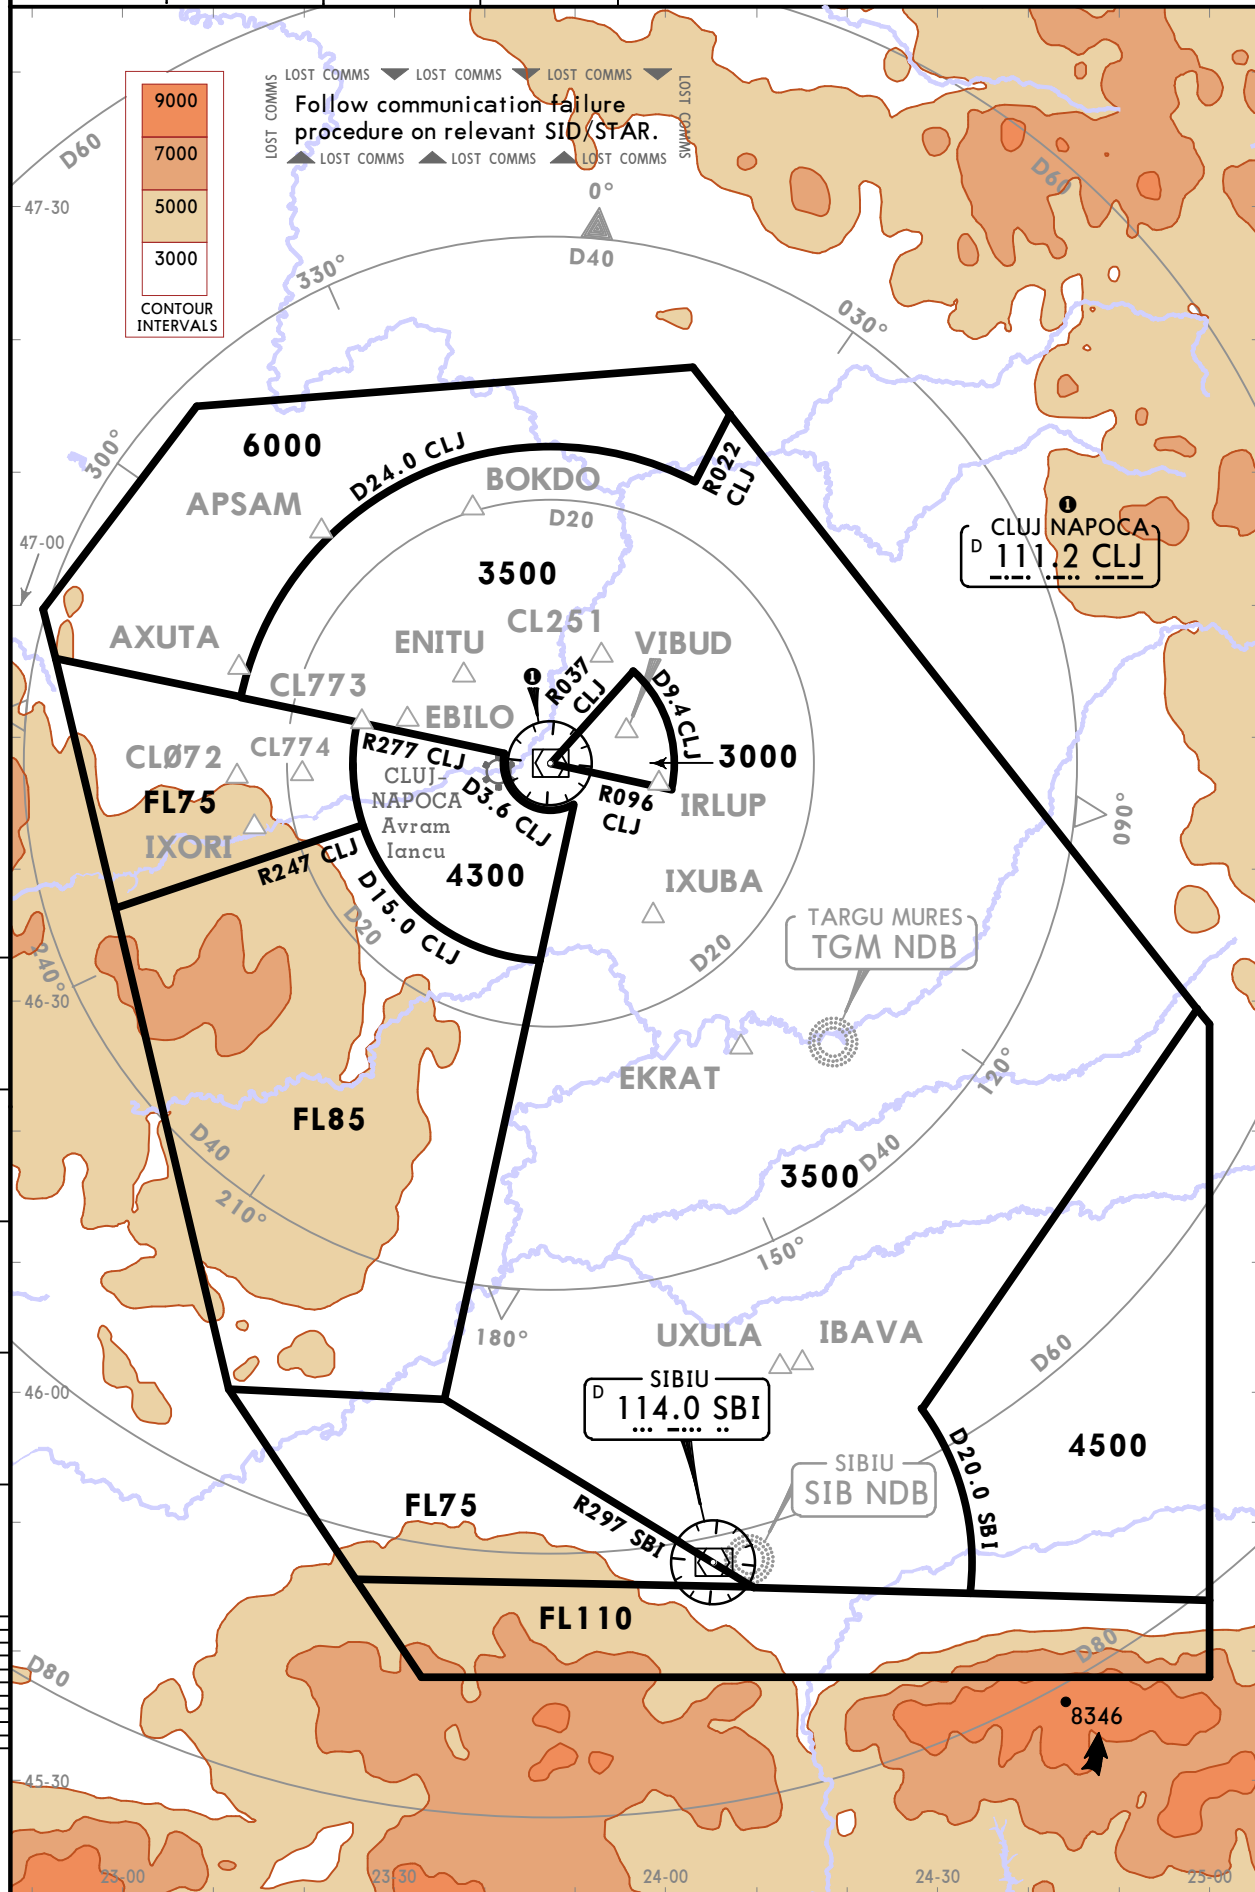 LOST COMMS LOST COMMS LOST COMMS
LOST COMMS
LOST COMMS
Follow communication failure
procedure on relevant SID/STAR.
LOST COMMS LOST COMMS LOST COMMS
9000
7000
5000
3000
CONTOUR
INTERVALS
D60
D60
47-30
0°
D40
330°
030°
300°
6000
D24.0 CLJ
R022
CLJ
BOKDO
APSAM
D20
CLUJ NAPOCA
D 111.2 CLJ
1
47-00
3500
CL251
AXUTA
ENITU
VIBUD
CL773
1
R037
CLJ
D9.4 CLJ
EBILO
CLØ72
CL774
R277 CLJ
3000
CLUJ-
NAPOCA
Avram
Iancu
D3.6 CLJ
R096
CLJ
IRLUP
FL75
IXORI
060°
R247 CLJ
4300
IXUBA
D15.0 CLJ
D20
D20
TARGU MURES
TGM NDB
240°
46-30
EKRAT
120°
FL85
D40
3500
D40
210°
150°
180°
UXULA
IBAVA
D60
46-00
SIBIU
D 114.0 SBI
D20.0 SBI
4500
SIBIU
SIB NDB
FL75
R297 SBI
FL110
D80
D80
8346
45-30
23-00
23-30
24-00
24-30
25-00